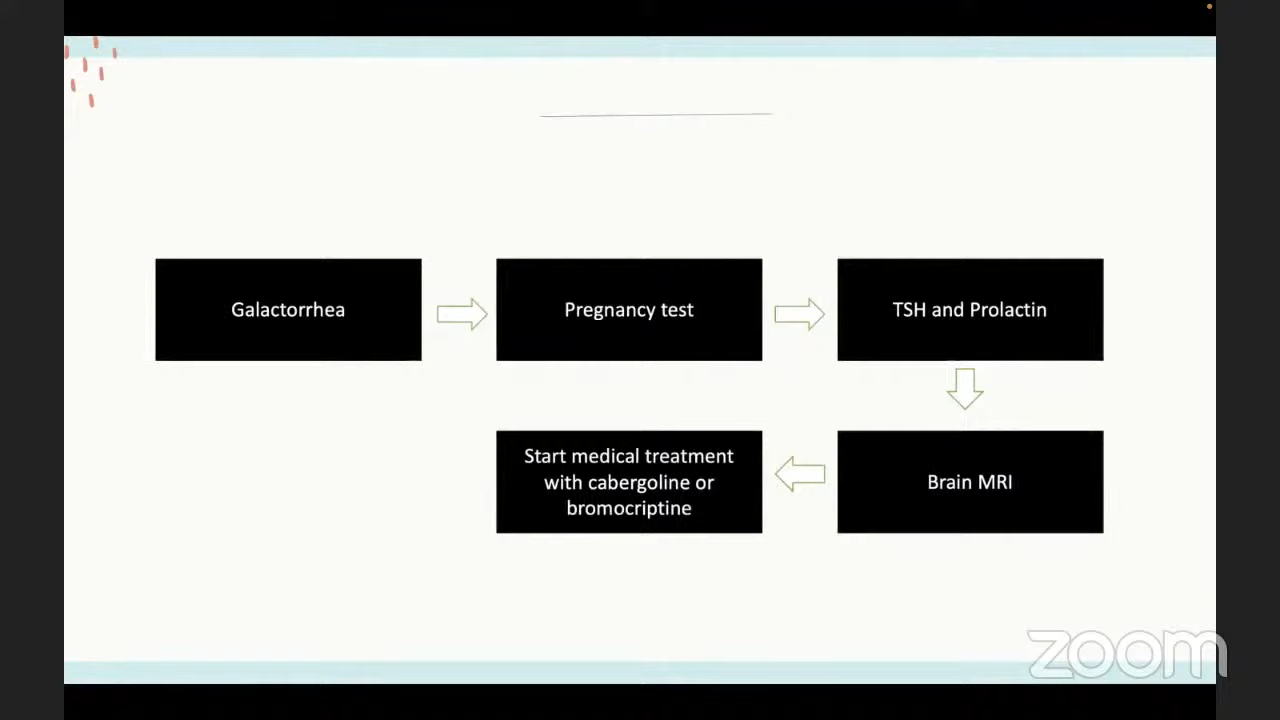 Galactorrhea
Pregnancy test
TSH and Prolactin
Brain MRI
Start medical treatment
with cabergoline or
bromocriptine
zoom